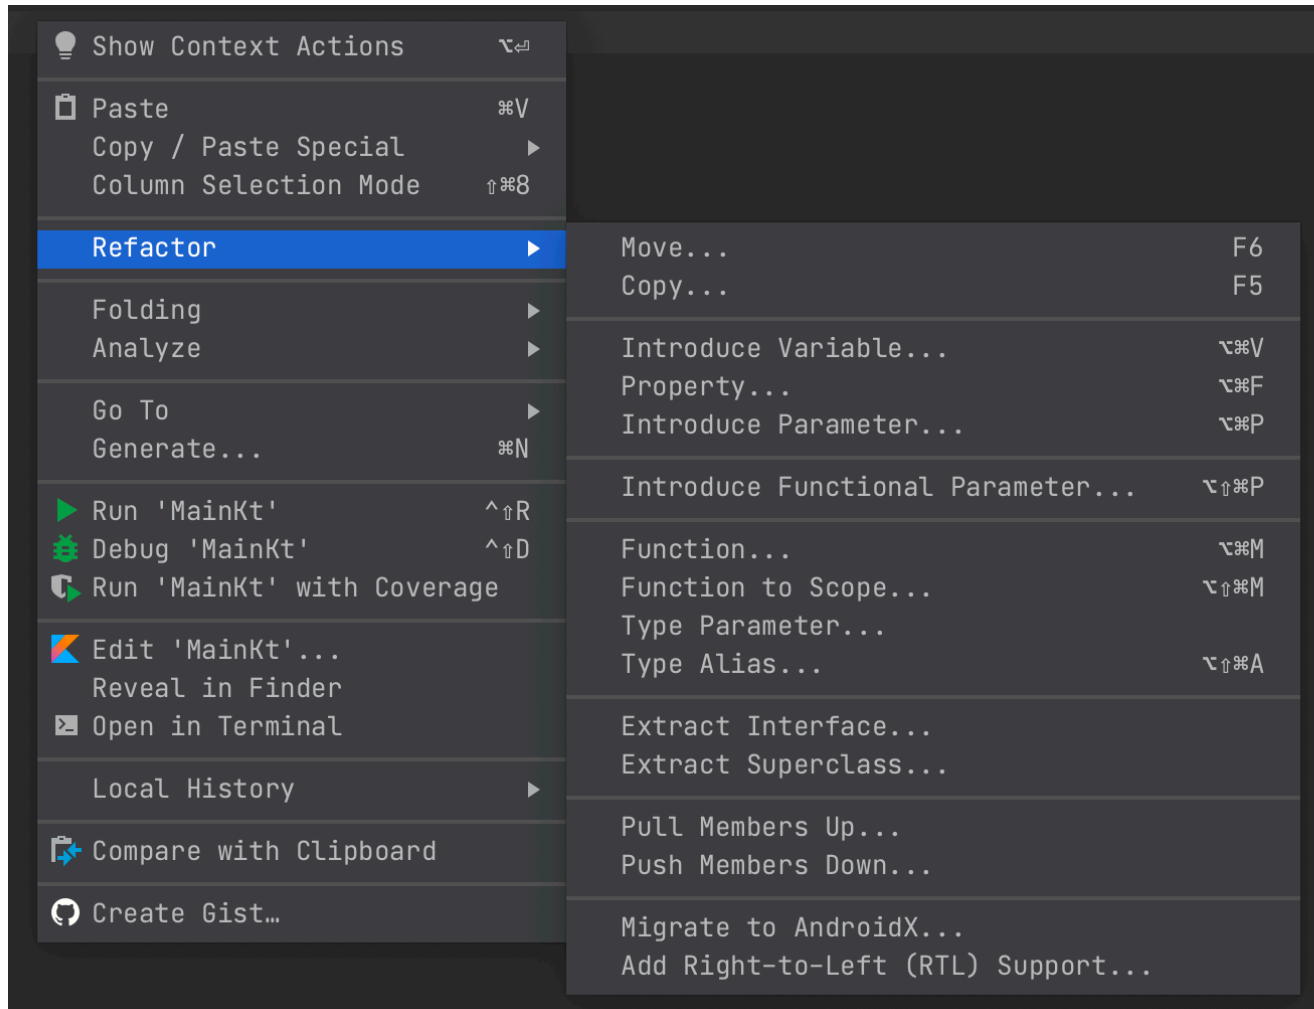 Show Context Actions ⌥⏎
Paste ⌘V
Copy / Paste Special
Column Selection Mode ⇧⌘8
Refactor
Folding
Analyze
Go To
Generate... ⌘N
Run 'MainKt' ^⇧R
Debug 'MainKt' ^⇧D
Run 'MainKt' with Coverage
Edit 'MainKt'...
Reveal in Finder
Open in Terminal
Local History
Compare with Clipboard
Create Gist…
Move... F6
Copy... F5
Introduce Variable... ⌥⌘V
Property... ⌥⌘F
Introduce Parameter... ⌥⌘P
Introduce Functional Parameter... ⌥⇧⌘P
Function... ⌥⌘M
Function to Scope... ⌥⇧⌘M
Type Parameter...
Type Alias... ⌥⇧⌘A
Extract Interface...
Extract Superclass...
Pull Members Up...
Push Members Down...
Migrate to AndroidX...
Add Right-to-Left (RTL) Support...